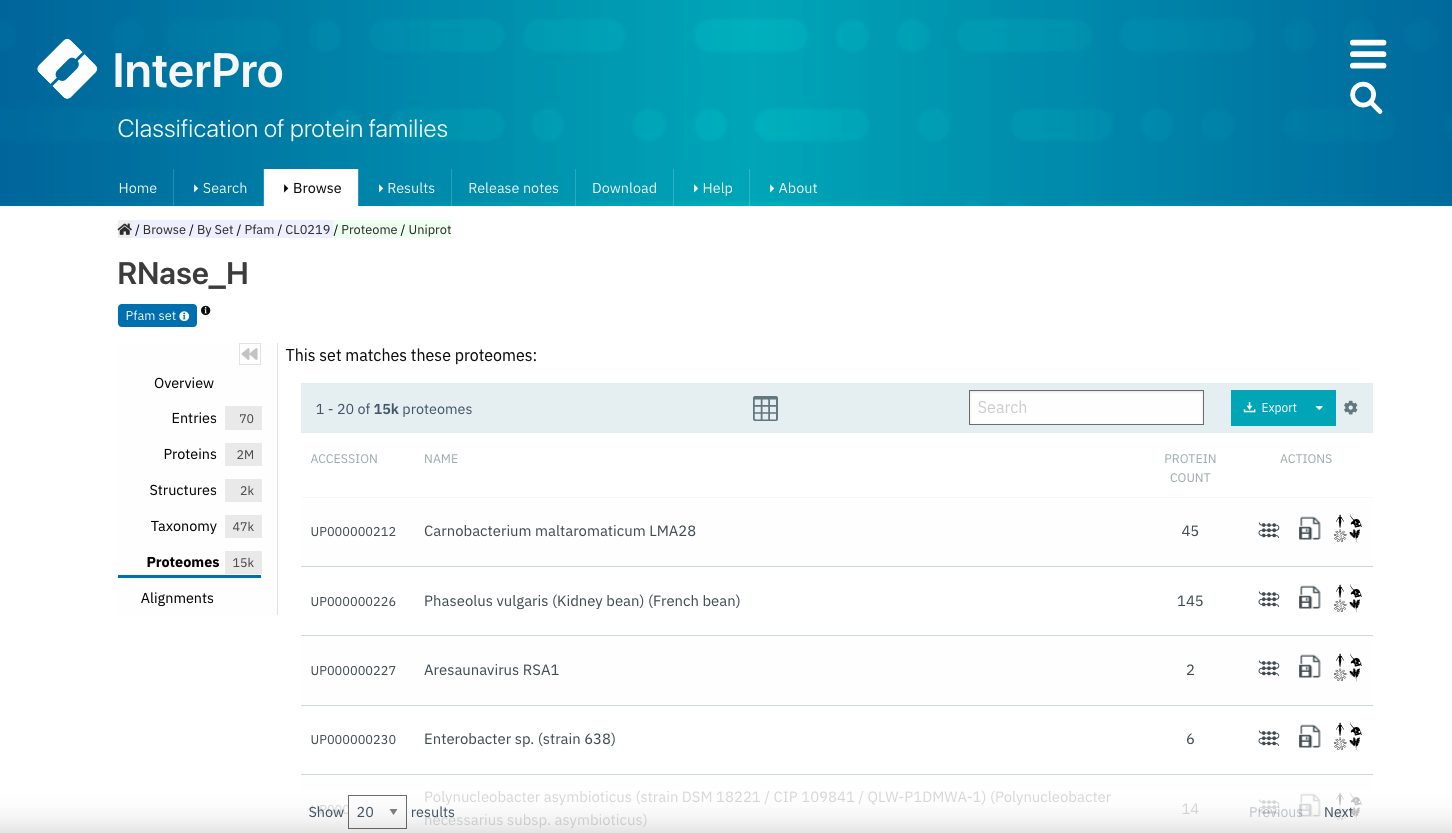 InterPro
Classification of protein families
Home Search Browse Results Release notes Download Help About
/ Browse / By Set / Pfam / CL0219 / Proteome / Uniprot
RNase_H
Pfam set
This set matches these proteomes:
Overview
Entries 70
Proteins 2M
Structures 2k
Taxonomy 47k
Proteomes 15k
Alignments
1 - 20 of 15k proteomes Search Export
ACCESSION NAME PROTEIN COUNT ACTIONS
UP000000212 Carnobacterium maltaromaticum LMA28 45
UP000000226 Phaseolus vulgaris (Kidney bean) (French bean) 145
UP000000227 Aresaunavirus RSA1 2
UP000000230 Enterobacter sp. (strain 638) 6
Polynucleobacter asymbioticus (strain DSM 18221 / CIP 109841 / QLW-P1DMWA-1) (Polynucleobacter
necessarius subsp. asymbioticus) 14
Show 20 results Previous Next